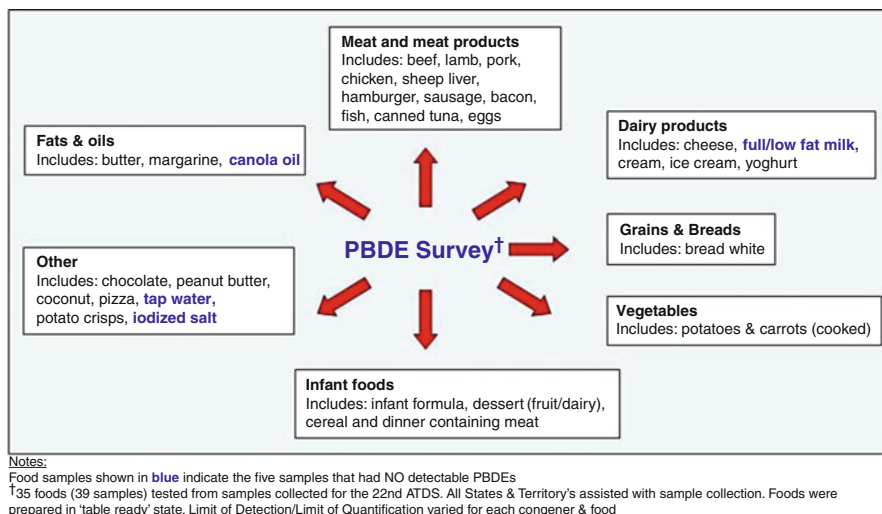 Meat and meat products
Includes: beef, lamb, pork,
chicken, sheep liver,
hamburger, sausage, bacon,
fish, canned tuna, eggs
Fats & oils
Includes: butter, margarine, canola oil
Dairy products
Includes: cheese, full/low fat milk,
cream, ice cream, yoghurt
PBDE Survey†
Grains & Breads
Includes: bread white
Other
Includes: chocolate, peanut butter,
coconut, pizza, tap water,
potato crisps, iodized salt
Vegetables
Includes: potatoes & carrots (cooked)
Infant foods
Includes: infant formula, dessert (fruit/dairy),
cereal and dinner containing meat
Notes:
Food samples shown in blue indicate the five samples that had NO detectable PBDEs
†35 foods (39 samples) tested from samples collected for the 22nd ATDS. All States & Territory's assisted with sample collection. Foods were
prepared in 'table ready' state. Limit of Detection/Limit of Quantification varied for each congener & food